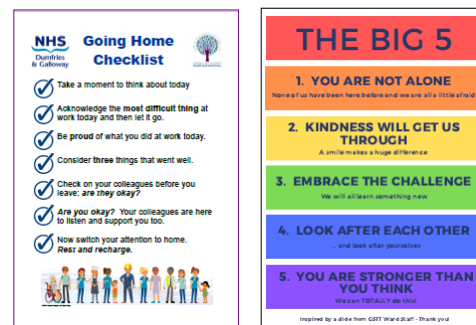 NHS
Dumfries
& Galloway
Going Home
Checklist
Take a moment to think about today
Acknowledge the most difficult thing at
work today and then let it go.
Be proud of what you did at work today.
Consider three things that went well.
Check on your colleagues before you
leave: are they okay?
Are you okay? Your colleagues are here
to listen and support you too.
Now switch your attention to home.
Rest and recharge.
THE BIG 5
1. YOU ARE NOT ALONE
None of us have been here before and we are all a little afraid
2. KINDNESS WILL GET US
THROUGH
A smile makes a huge difference
3. EMBRACE THE CHALLENGE
We will all learn something new
4. LOOK AFTER EACH OTHER
... and look after yourselves
5. YOU ARE STRONGER THAN
YOU THINK
We can TOTALLY do this!
Inspired by a slide from GSTT Ward Staff - Thank you!